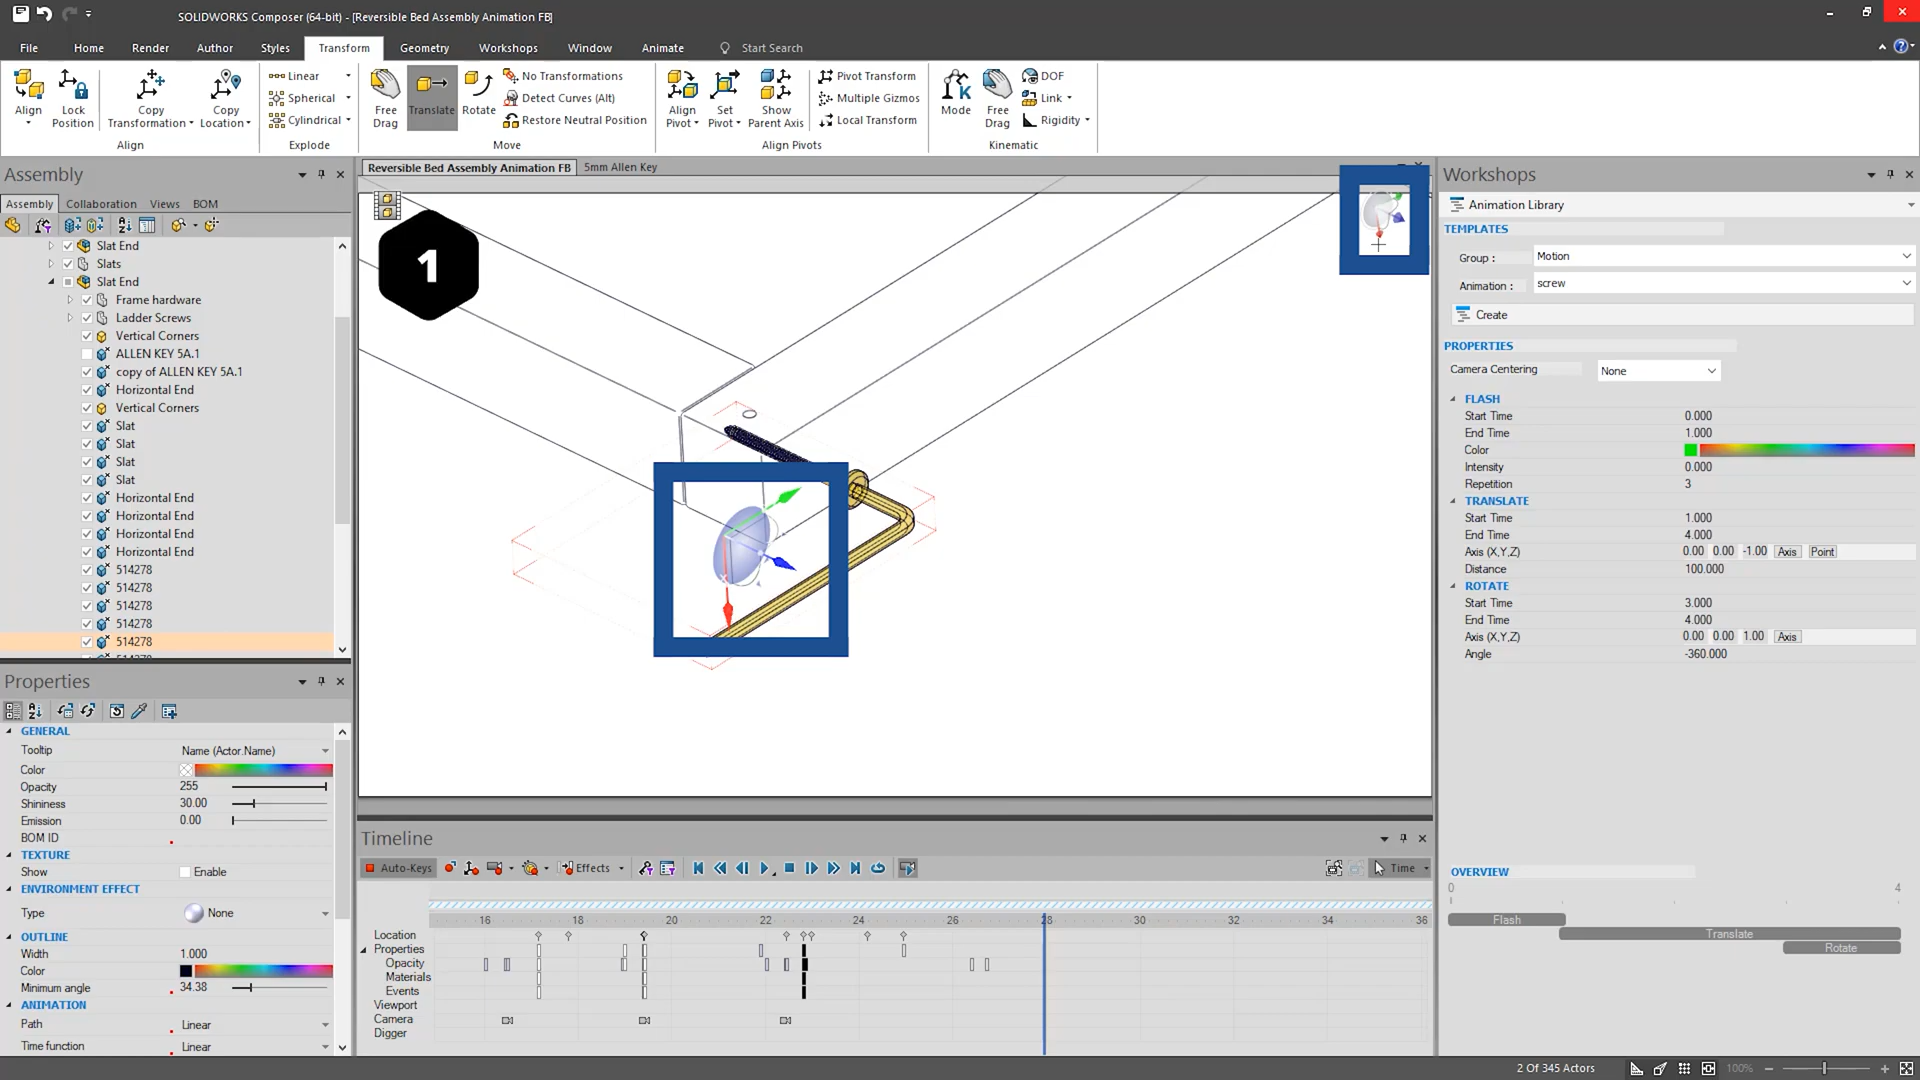 SOLIDWORKS Composer (64-bit) - [Reversible Bed Assembly Animation FB]
File Home Render Author Styles Transform Geometry Workshops Window Animate Start Search
Align Lock Position Copy Transformation Copy Location
Linear
Spherical
Cylindrical
Free Drag Translate Rotate
No Transformations
Detect Curves (Alt)
Restore Neutral Position
Align Pivot Set Pivot Show Parent Axis
Pivot Transform
Multiple Gizmos
Local Transform
Mode Free Drag
DOF
Link
Rigidity
Align Explode Move Align Pivots Kinematic
Assembly
Assembly Collaboration Views BOM
Slat End
Slats
Slat End
Frame hardware
Ladder Screws
Vertical Corners
ALLEN KEY 5A.1
copy of ALLEN KEY 5A.1
Horizontal End
Vertical Corners
Slat
Slat
Slat
Slat
Horizontal End
Horizontal End
Horizontal End
Horizontal End
514278
514278
514278
514278
514278
514278
Properties
GENERAL
Tooltip Name (Actor.Name)
Color
Opacity 255
Shininess 30.00
Emission 0.00
BOM ID
TEXTURE
Show Enable
ENVIRONMENT EFFECT
Type None
OUTLINE
Width 1.000
Color
Minimum angle 34.38
ANIMATION
Path Linear
Time function Linear
Reversible Bed Assembly Animation FB 5mm Allen Key
1
Timeline
Auto-Keys Effects Time
16 18 20 22 24 26 28 30 32 34 36
Location
Properties
Opacity
Materials
Events
Viewport
Camera
Digger
Workshops
Animation Library
TEMPLATES
Group : Motion
Animation : screw
Create
PROPERTIES
Camera Centering None
FLASH
Start Time 0.000
End Time 1.000
Color
Intensity 0.000
Repetition 3
TRANSLATE
Start Time 1.000
End Time 4.000
Axis (X,Y,Z) 0.00 0.00 -1.00 Axis Point
Distance 100.000
ROTATE
Start Time 3.000
End Time 4.000
Axis (X,Y,Z) 0.00 0.00 1.00 Axis
Angle -360.000
OVERVIEW
0 4
Flash
Translate
Rotate
2 Of 345 Actors 100%